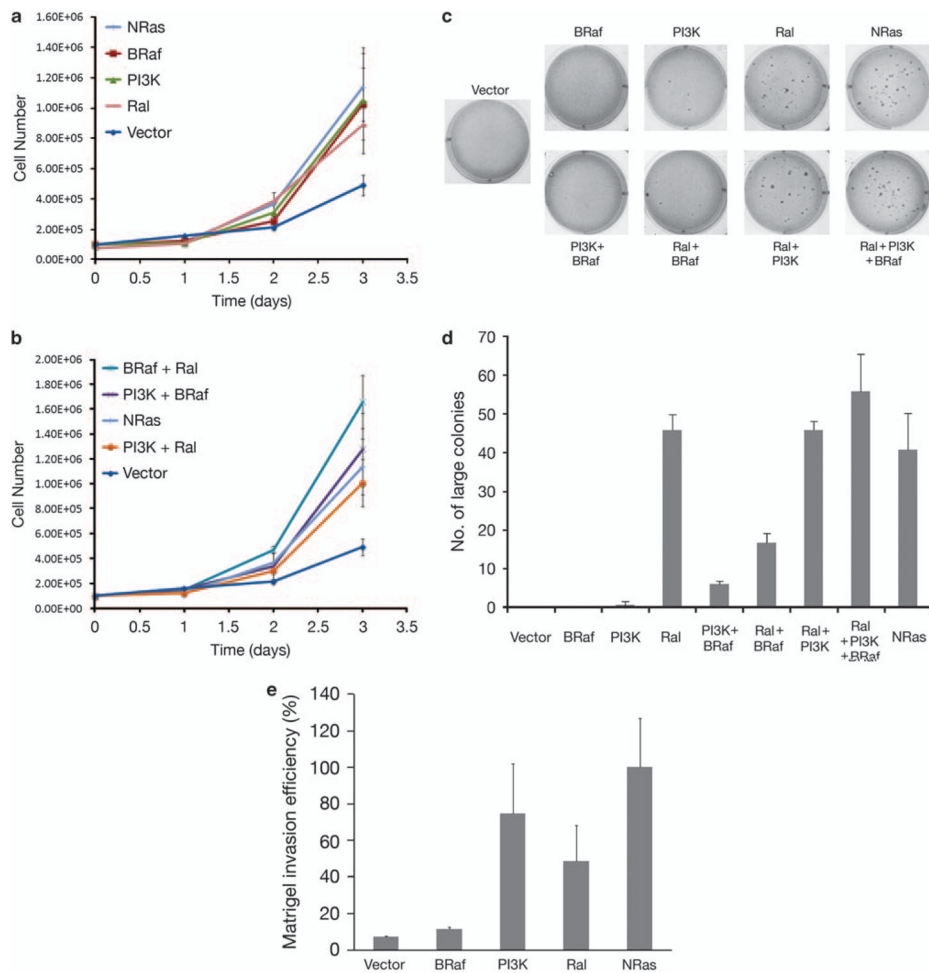 a
1.60E+06
1.40E+06
1.20E+06
1.00E+06
8.00E+05
6.00E+05
4.00E+05
2.00E+05
0.00E+00
Cell Number
NRas
BRaf
PI3K
Ral
Vector
0 0.5 1 1.5 2 2.5 3 3.5
Time (days)
b
2.00E+06
1.80E+06
1.60E+06
1.40E+06
1.20E+06
1.00E+06
8.00E+05
6.00E+05
4.00E+05
2.00E+05
0.00E+00
Cell Number
BRaf + Ral
PI3K + BRaf
NRas
PI3K + Ral
Vector
0 0.5 1 1.5 2 2.5 3 3.5
Time (days)
c
Vector
BRaf PI3K Ral NRas
PI3K+ Ral+ Ral+ Ral+PI3K
BRaf BRaf PI3K +BRaf
d
70
60
50
40
30
20
10
0
No. of large colonies
Vector BRaf PI3K Ral PI3K+ Ral+ Ral+ Ral NRas
BRaf BRaf PI3K +PI3K
+BRaf
e
140
120
100
80
60
40
20
0
Matrigel invasion efficiency (%)
Vector BRaf PI3K Ral NRas